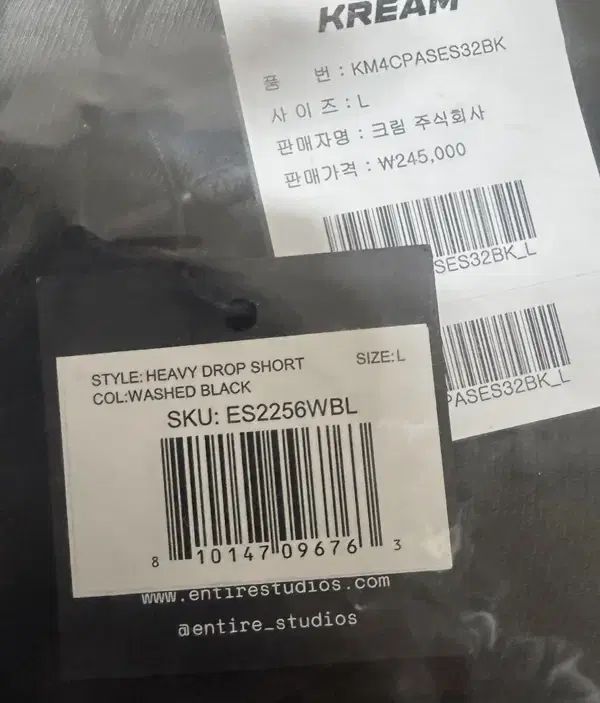 KREAM
품 번 : KM4CPASES32BK
사 이 즈 : L
판매자명 : 크림 주식회사
판매가격 : ₩245,000
SES32BK_L
PASES32BK_L
STYLE: HEAVY DROP SHORT SIZE: L
COL: WASHED BLACK
SKU: ES2256WBL
8 10147 09676 3
www.entirestudios.com
@entire_studios